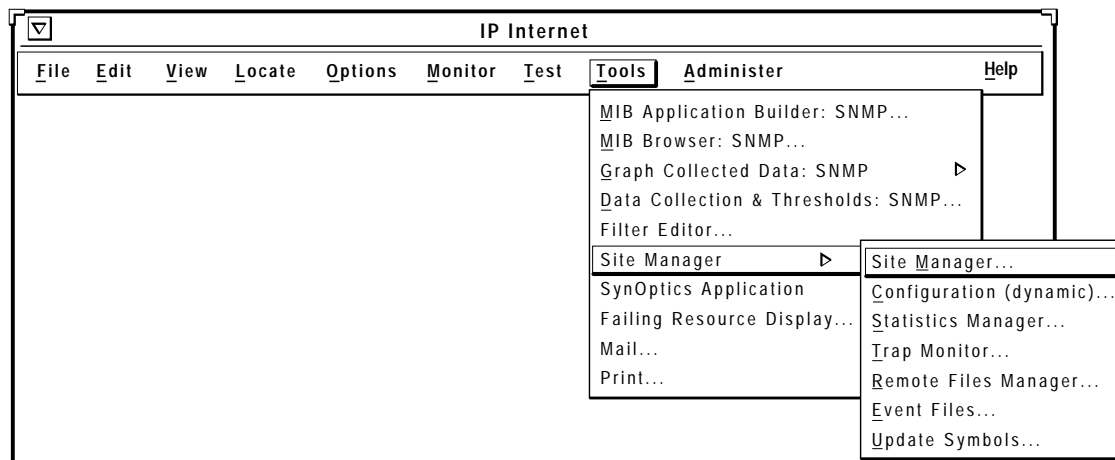 IP Internet
File Edit View Locate Options Monitor Test Tools Administer Help
MIB Application Builder: SNMP...
MIB Browser: SNMP...
Graph Collected Data: SNMP
Data Collection & Thresholds: SNMP...
Filter Editor...
Site Manager
SynOptics Application
Failing Resource Display...
Mail...
Print...
Site Manager...
Configuration (dynamic)...
Statistics Manager...
Trap Monitor...
Remote Files Manager...
Event Files...
Update Symbols...